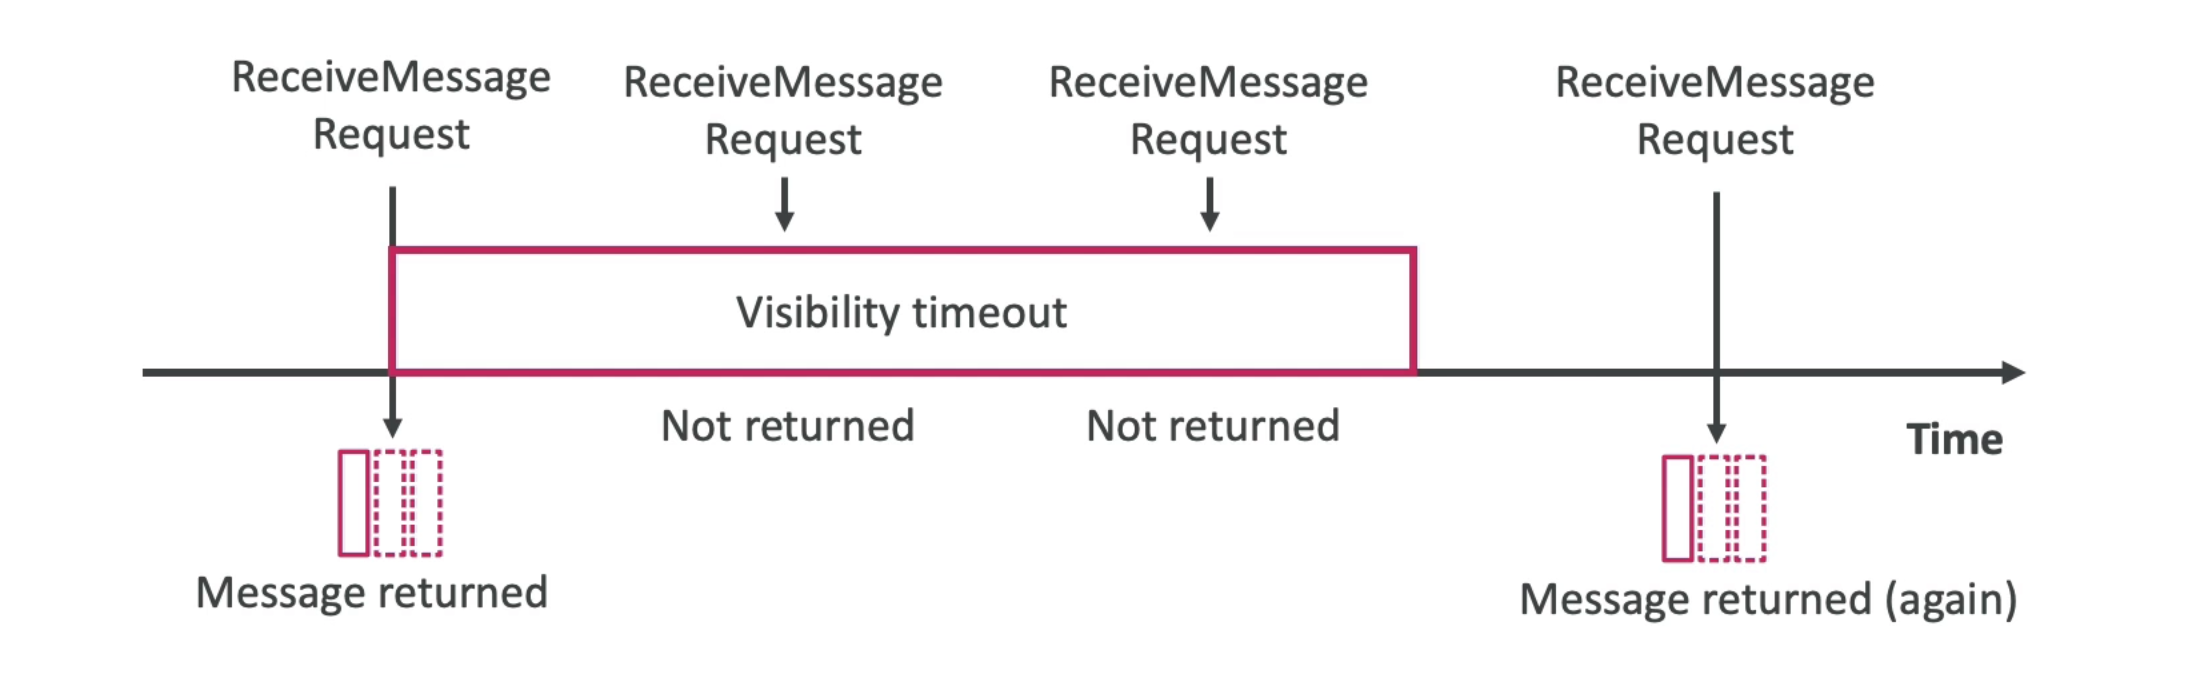 ReceiveMessage
Request
ReceiveMessage
Request
ReceiveMessage
Request
ReceiveMessage
Request
Visibility timeout
Not returned
Not returned
Time
Message returned
Message returned (again)